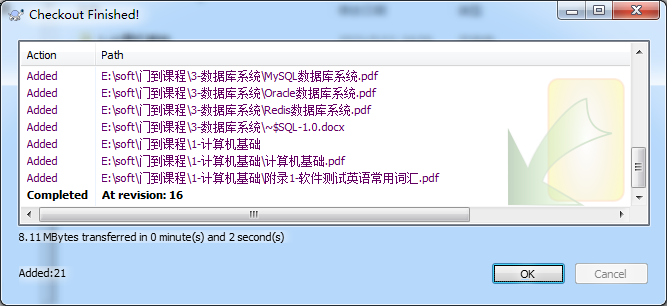 Checkout Finished!
Action Path
Added E:\soft\门到课程\3-数据库系统\MySQL数据库系统.pdf
Added E:\soft\门到课程\3-数据库系统\Oracle数据库系统.pdf
Added E:\soft\门到课程\3-数据库系统\Redis数据库系统.pdf
Added E:\soft\门到课程\3-数据库系统\~$SQL-1.0.docx
Added E:\soft\门到课程\1-计算机基础
Added E:\soft\门到课程\1-计算机基础\计算机基础.pdf
Added E:\soft\门到课程\1-计算机基础\附录1-软件测试英语常用词汇.pdf
Completed At revision: 16
8.11 MBytes transferred in 0 minute(s) and 2 second(s)
Added:21
OK Cancel